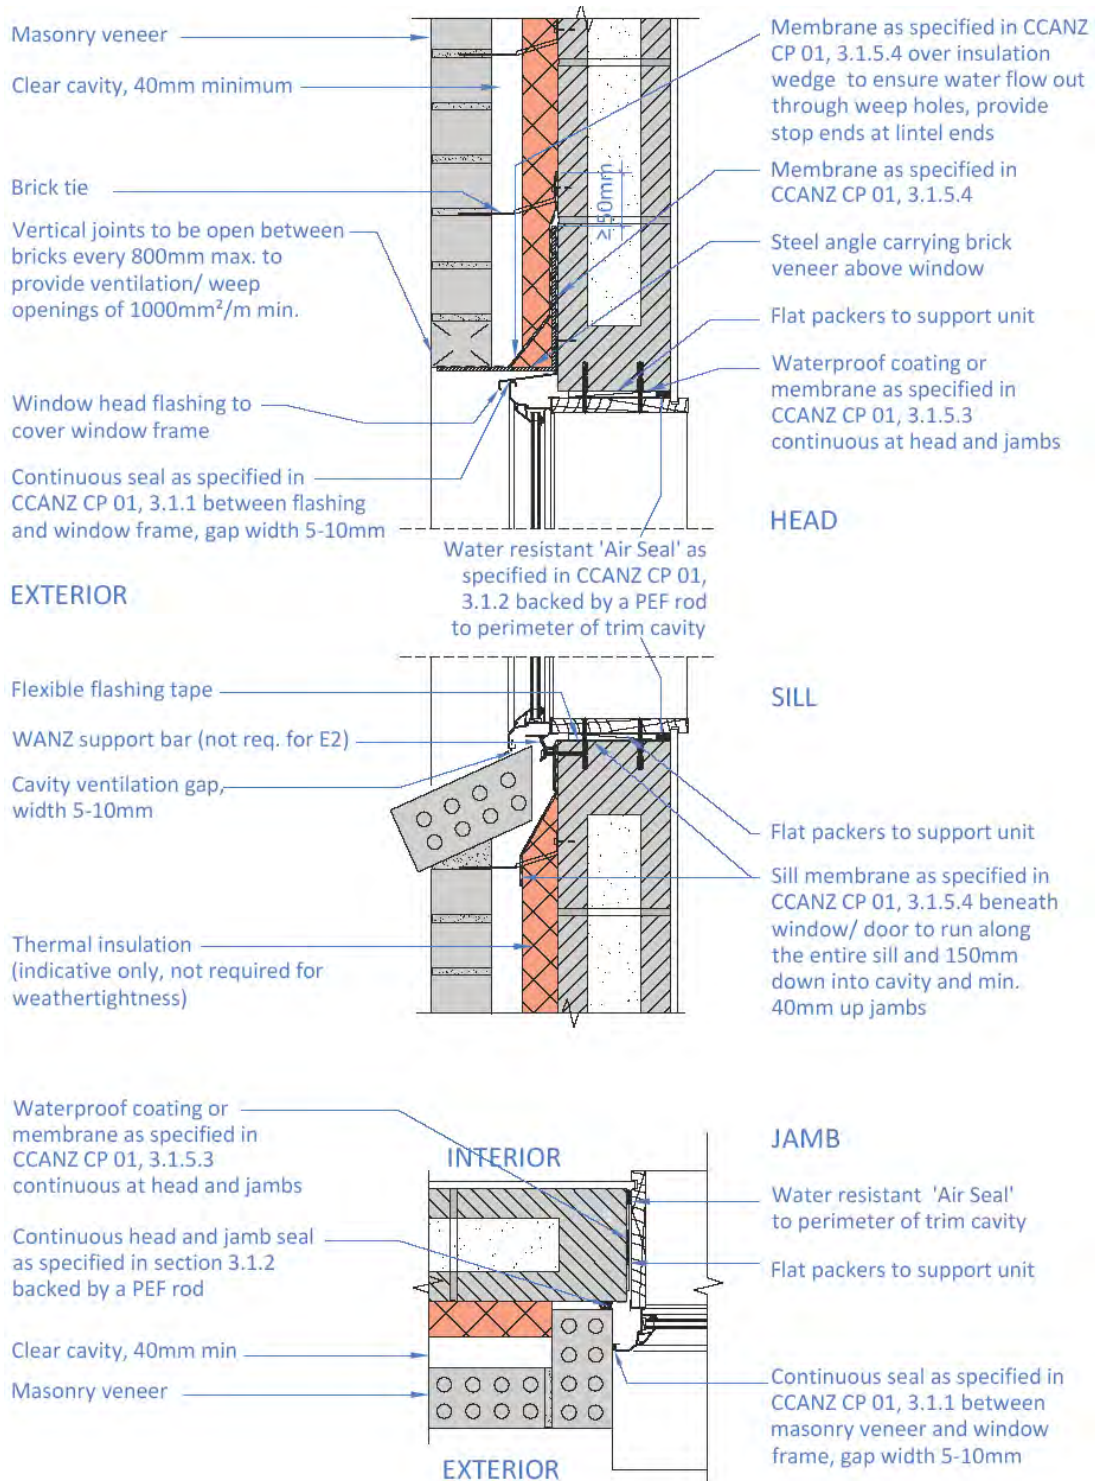 Masonry veneer
Clear cavity, 40mm minimum
Brick tie
Vertical joints to be open between
bricks every 800mm max. to
provide ventilation/ weep
openings of 1000mm²/m min.
Window head flashing to
cover window frame
Continuous seal as specified in
CCANZ CP 01, 3.1.1 between flashing
and window frame, gap width 5-10mm
EXTERIOR
Membrane as specified in CCANZ
CP 01, 3.1.5.4 over insulation
wedge to ensure water flow out
through weep holes, provide
stop ends at lintel ends
≥ 50mm
Membrane as specified in
CCANZ CP 01, 3.1.5.4
Steel angle carrying brick
veneer above window
Flat packers to support unit
Waterproof coating or
membrane as specified in
CCANZ CP 01, 3.1.5.3
continuous at head and jambs
HEAD
Water resistant 'Air Seal' as
specified in CCANZ CP 01,
3.1.2 backed by a PEF rod
to perimeter of trim cavity
Flexible flashing tape
WANZ support bar (not req. for E2)
Cavity ventilation gap,
width 5-10mm
Thermal insulation
(indicative only, not required for
weathertightness)
SILL
Flat packers to support unit
Sill membrane as specified in
CCANZ CP 01, 3.1.5.4 beneath
window/ door to run along
the entire sill and 150mm
down into cavity and min.
40mm up jambs
Waterproof coating or
membrane as specified in
CCANZ CP 01, 3.1.5.3
continuous at head and jambs
Continuous head and jamb seal
as specified in section 3.1.2
backed by a PEF rod
Clear cavity, 40mm min
Masonry veneer
INTERIOR
EXTERIOR
JAMB
Water resistant 'Air Seal'
to perimeter of trim cavity
Flat packers to support unit
Continuous seal as specified in
CCANZ CP 01, 3.1.1 between
masonry veneer and window
frame, gap width 5-10mm